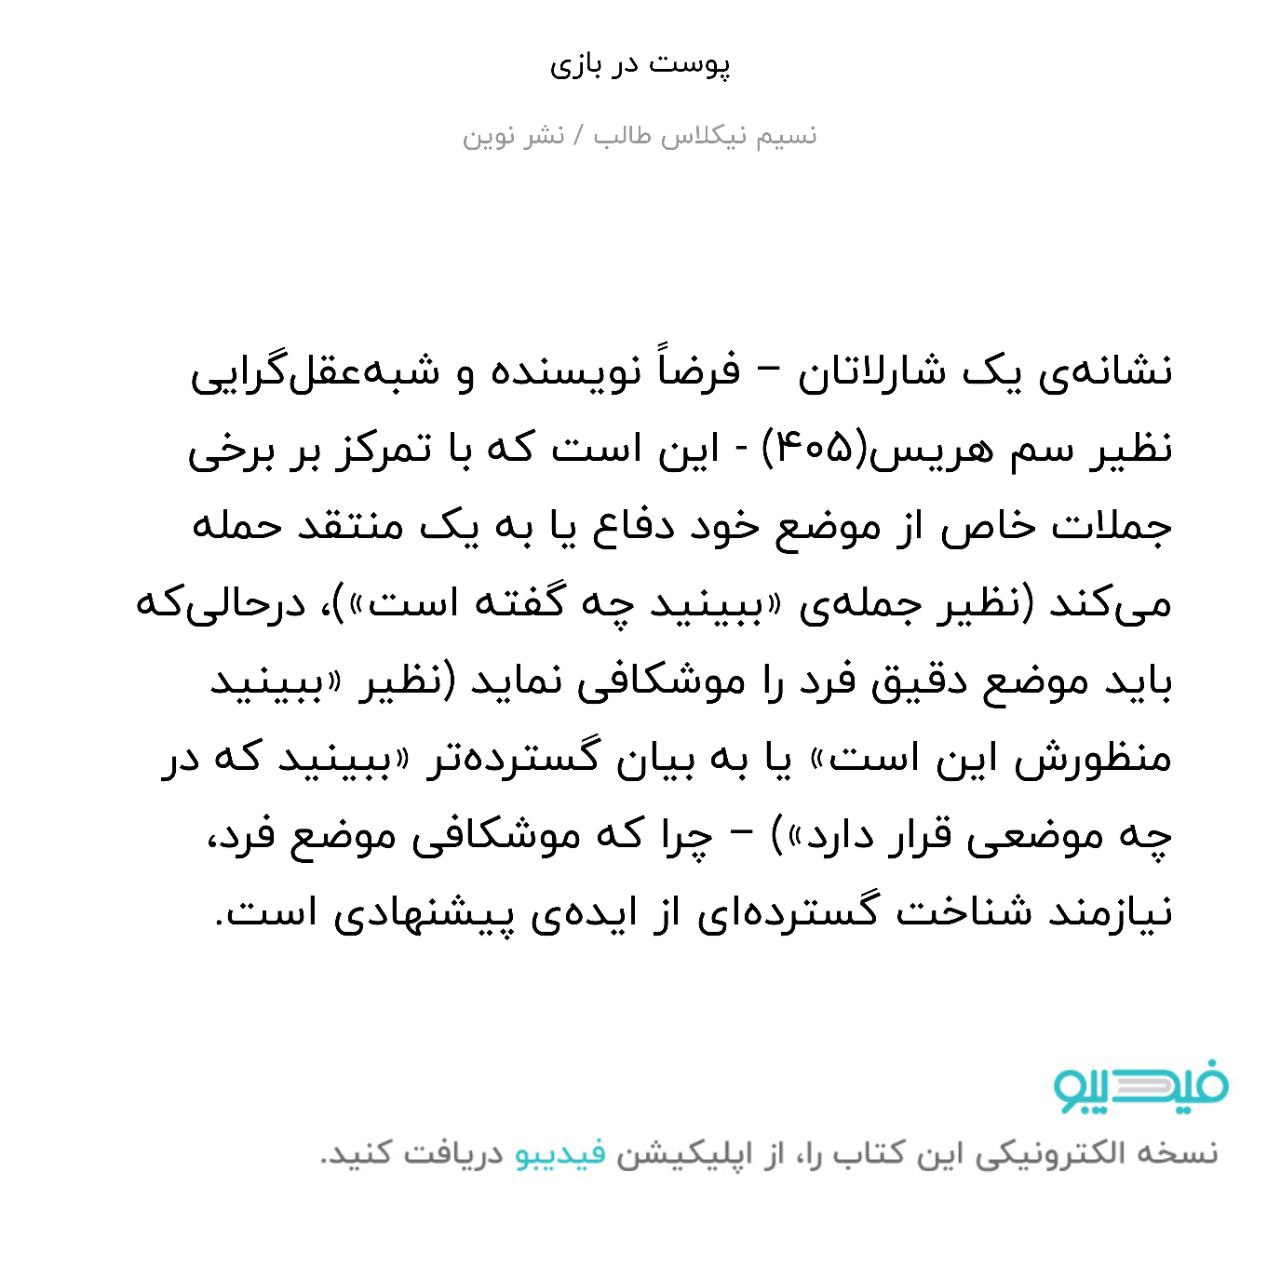 پوست در بازی
نسیم نیکلاس طالب / نشر نوین
نشانه‌ی یک شارلاتان – فرضاً نویسنده و شبه‌عقل‌گرایی
نظیر سم هریس(۴۰۵) - این است که با تمرکز بر برخی
جملات خاص از موضع خود دفاع یا به یک منتقد حمله
می‌کند (نظیر جمله‌ی «ببینید چه گفته است»)، درحالی‌که
باید موضع دقیق فرد را موشکافی نماید (نظیر «ببینید
منظورش این است» یا به بیان گسترده‌تر «ببینید که در
چه موضعی قرار دارد») – چرا که موشکافی موضع فرد،
نیازمند شناخت گسترده‌ای از ایده‌ی پیشنهادی است.
فیدیبو
نسخه الکترونیکی این کتاب را، از اپلیکیشن فیدیبو دریافت کنید.